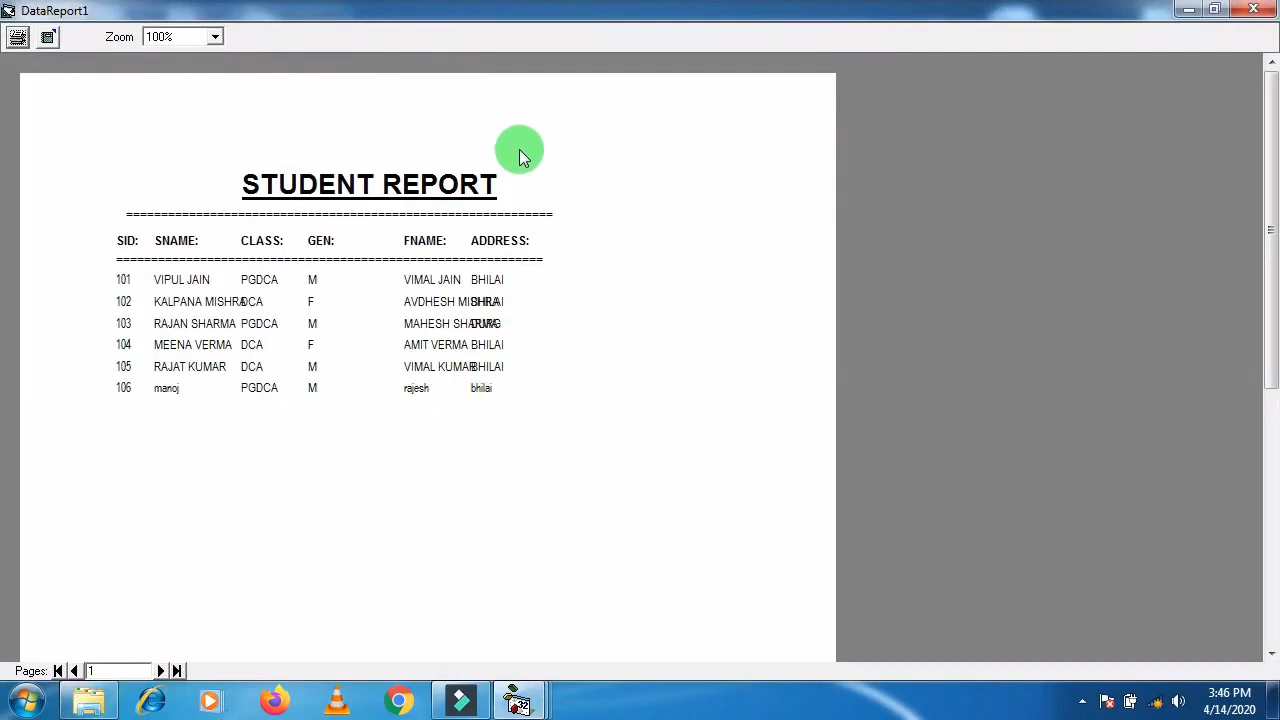 DataReport1
Zoom 100%
STUDENT REPORT
=============================================================
SID: SNAME: CLASS: GEN: FNAME: ADDRESS:
=============================================================
101 VIPUL JAIN PGDCA M VIMAL JAIN BHILAI
102 KALPANA MISHRA DCA F AVDHESH MISHRA BHILAI
103 RAJAN SHARMA PGDCA M MAHESH SHARMA DURG
104 MEENA VERMA DCA F AMIT VERMA BHILAI
105 RAJAT KUMAR DCA M VIMAL KUMAR BHILAI
106 manoj PGDCA M rajesh bhilai
Pages: 1
32
3:46 PM
4/14/2020